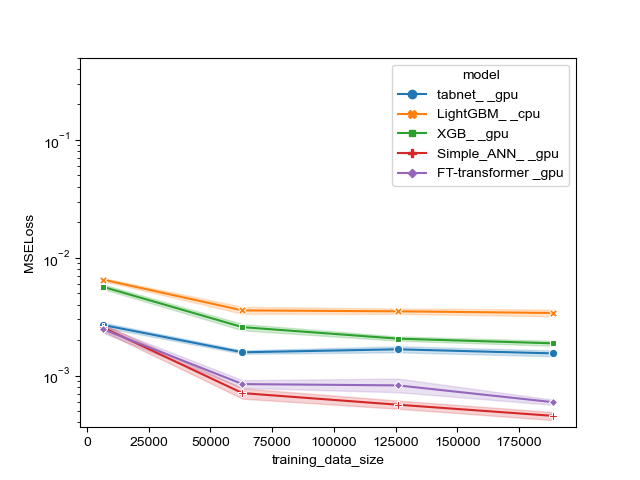 model
tabnet_ _gpu
LightGBM_ _cpu
XGB_ _gpu
Simple_ANN_ _gpu
FT-transformer _gpu
MSELoss
10⁻¹
10⁻²
10⁻³
0 25000 50000 75000 100000 125000 150000 175000
training_data_size